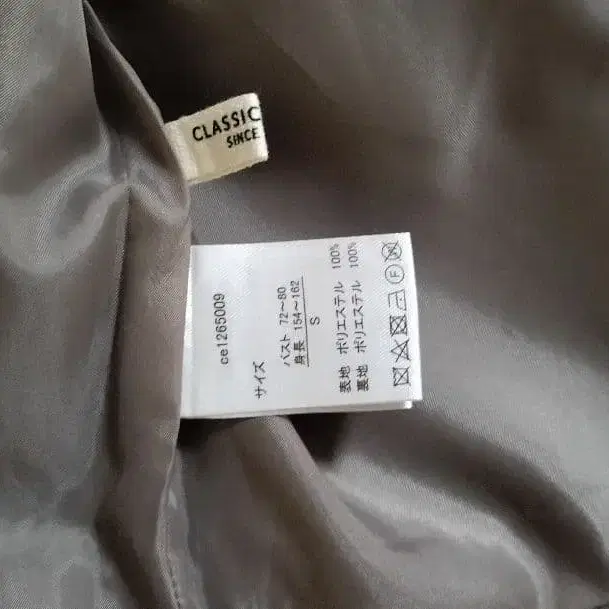 CLASSIC
SINCE
ce1265009
サイズ
バスト 72~80
身長 154~162
S
表地 ポリエステル 100%
裏地 ポリエステル 100%
F